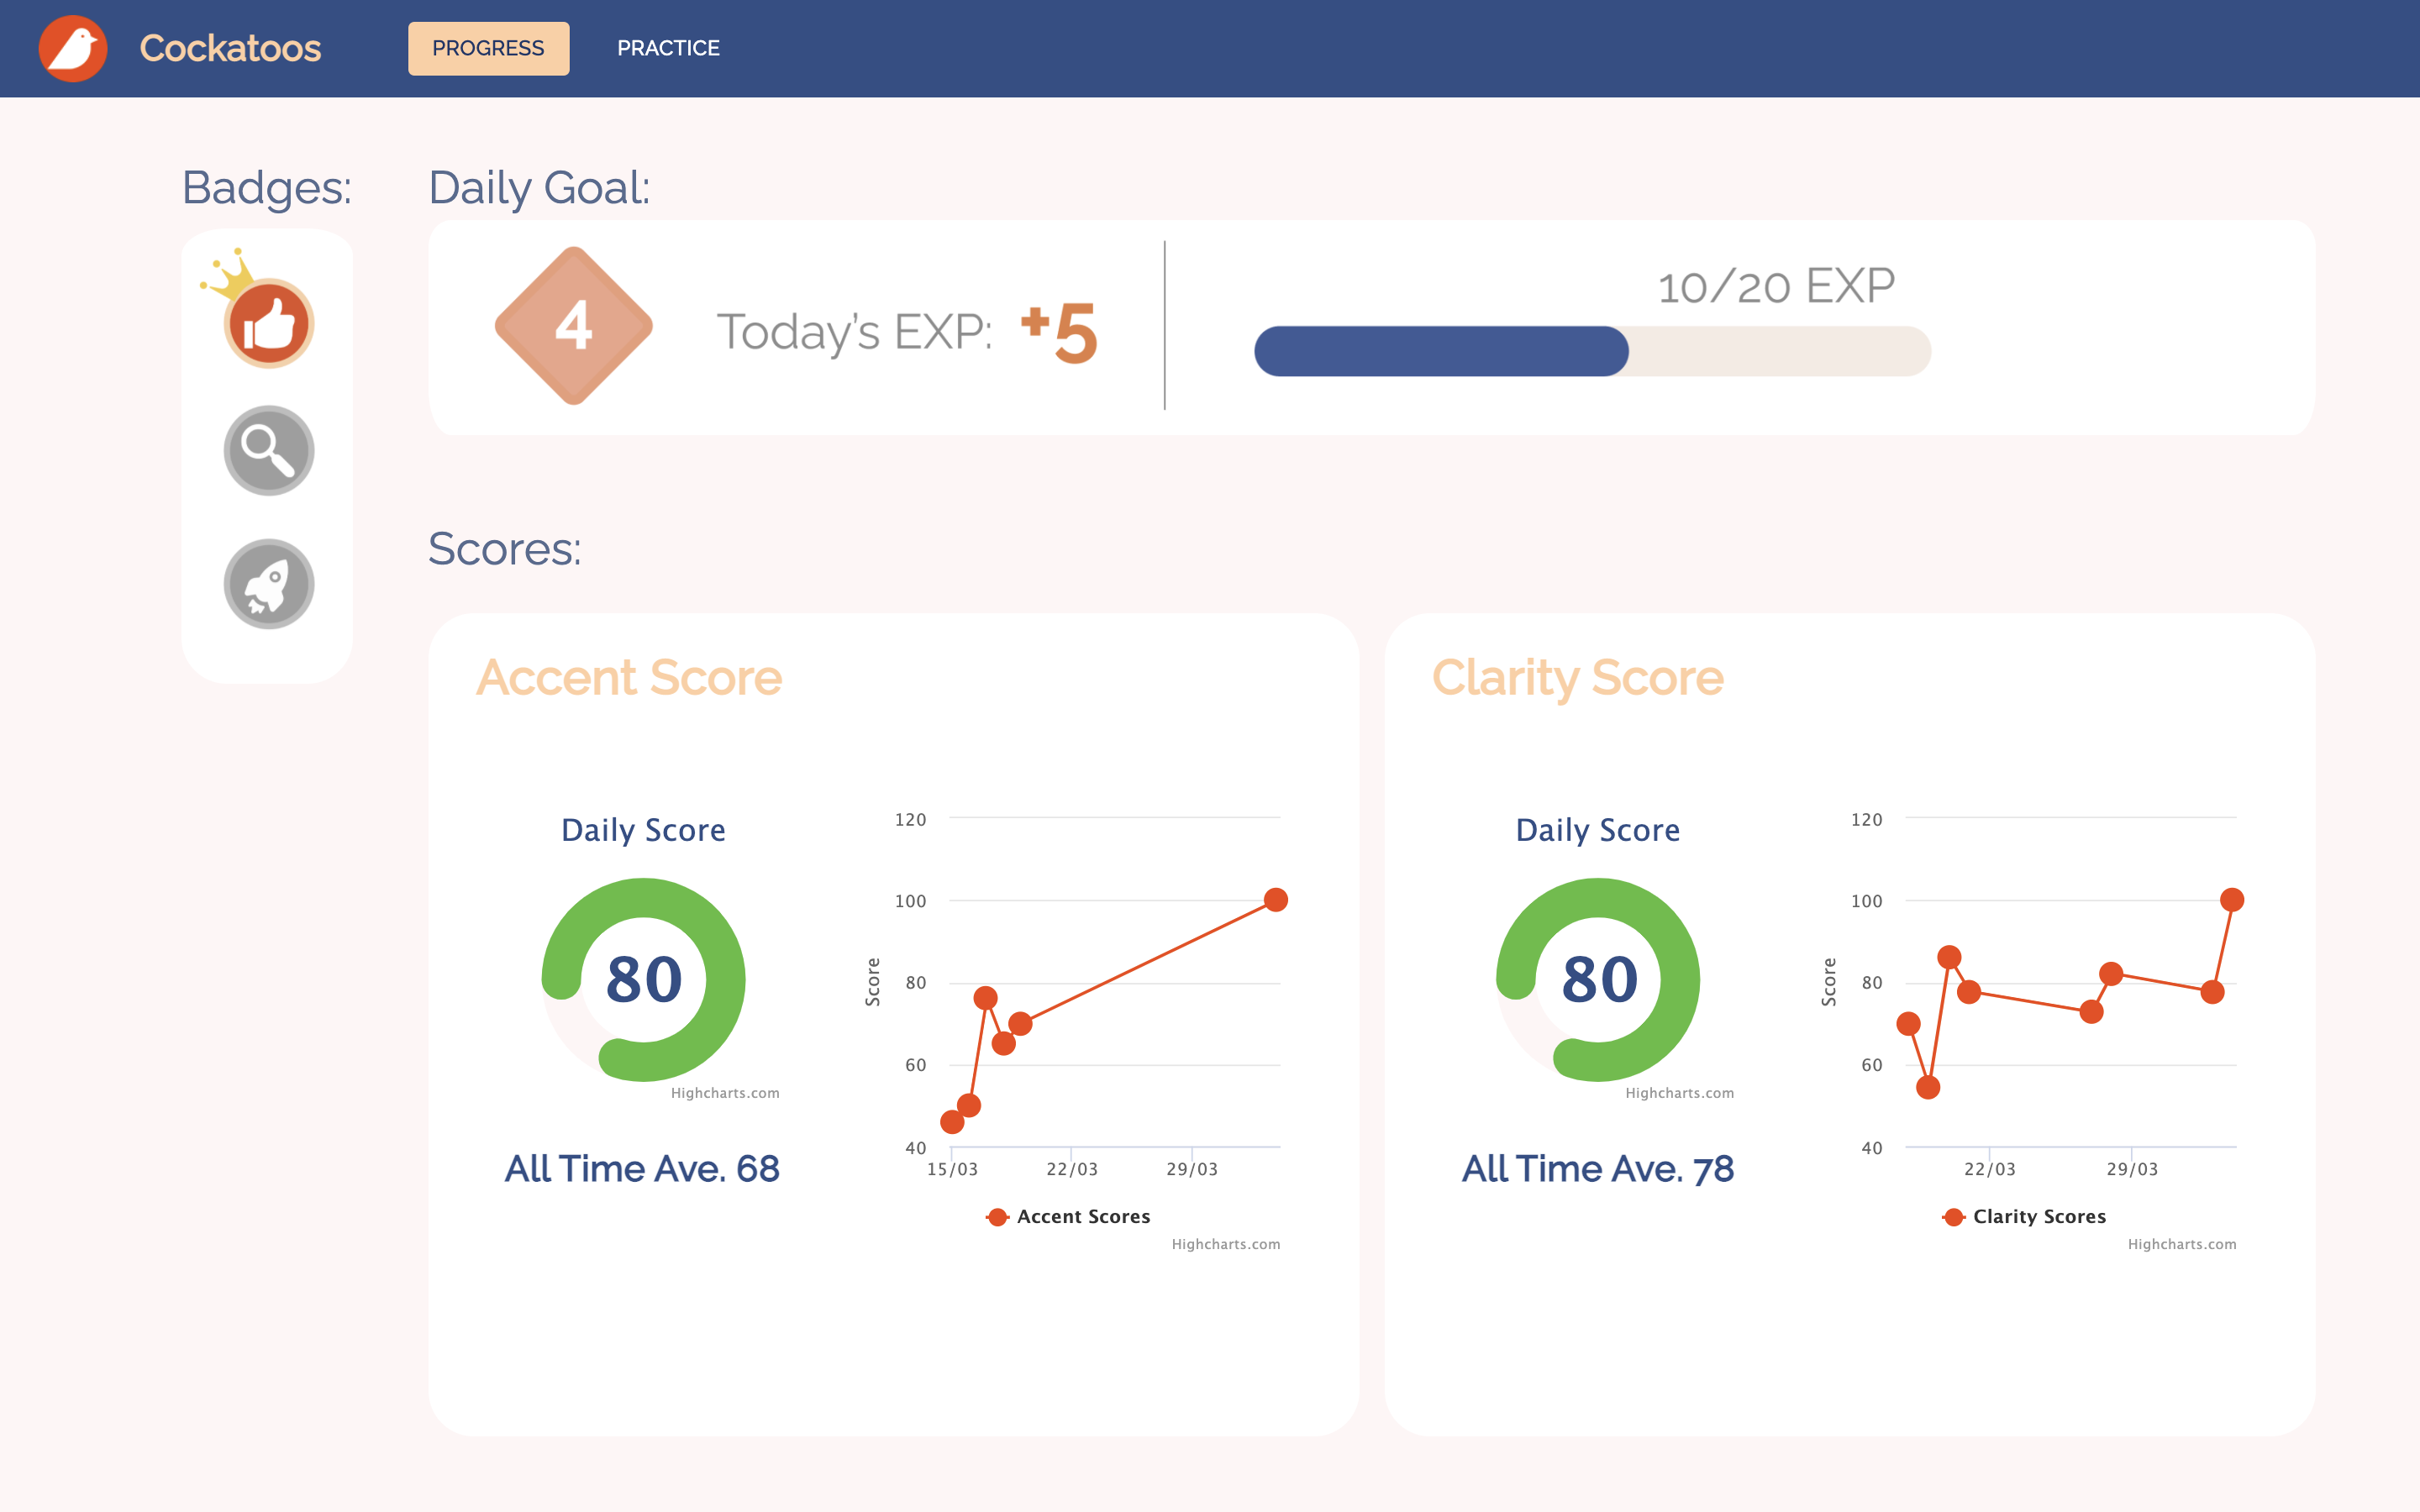 Cockatoos
PROGRESS
PRACTICE
Badges:
Daily Goal:
4
Today's EXP: +5
10/20 EXP
Scores:
Accent Score
Daily Score
80
Highcharts.com
All Time Ave. 68
Score
120
100
80
60
40
15/03
22/03
29/03
Accent Scores
Highcharts.com
Clarity Score
Daily Score
80
Highcharts.com
All Time Ave. 78
Score
120
100
80
60
40
22/03
29/03
Clarity Scores
Highcharts.com